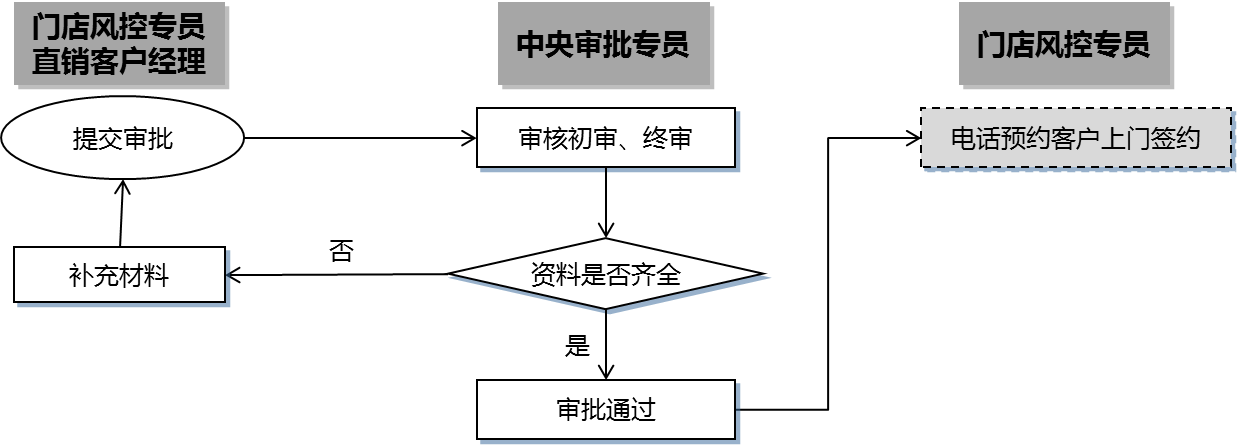 门店风控专员
直销客户经理
中央审批专员
门店风控专员
提交审批
审核初审、终审
电话预约客户上门签约
否
补充材料
资料是否齐全
是
审批通过